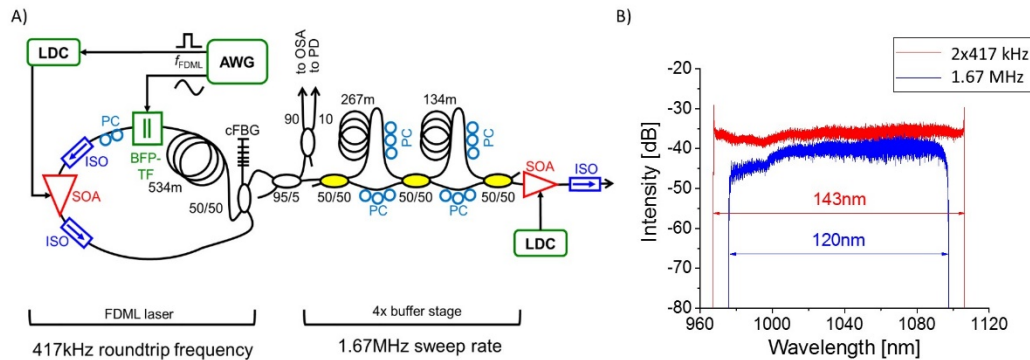 A)
LDC
AWG
fFDML
to OSA
to PD
267m
134m
PC
PC
PC
cFBG
90
10
ISO
BFP-
TF
534m
SOA
SOA
ISO
50/50
95/5
50/50
50/50
50/50
PC
PC
ISO
LDC
FDML laser
4x buffer stage
417kHz roundtrip frequency
1.67MHz sweep rate
B)
2x417 kHz
1.67 MHz
-20
-30
-40
-50
-60
-70
-80
Intensity [dB]
143nm
120nm
960
1000
1040
1080
1120
Wavelength [nm]